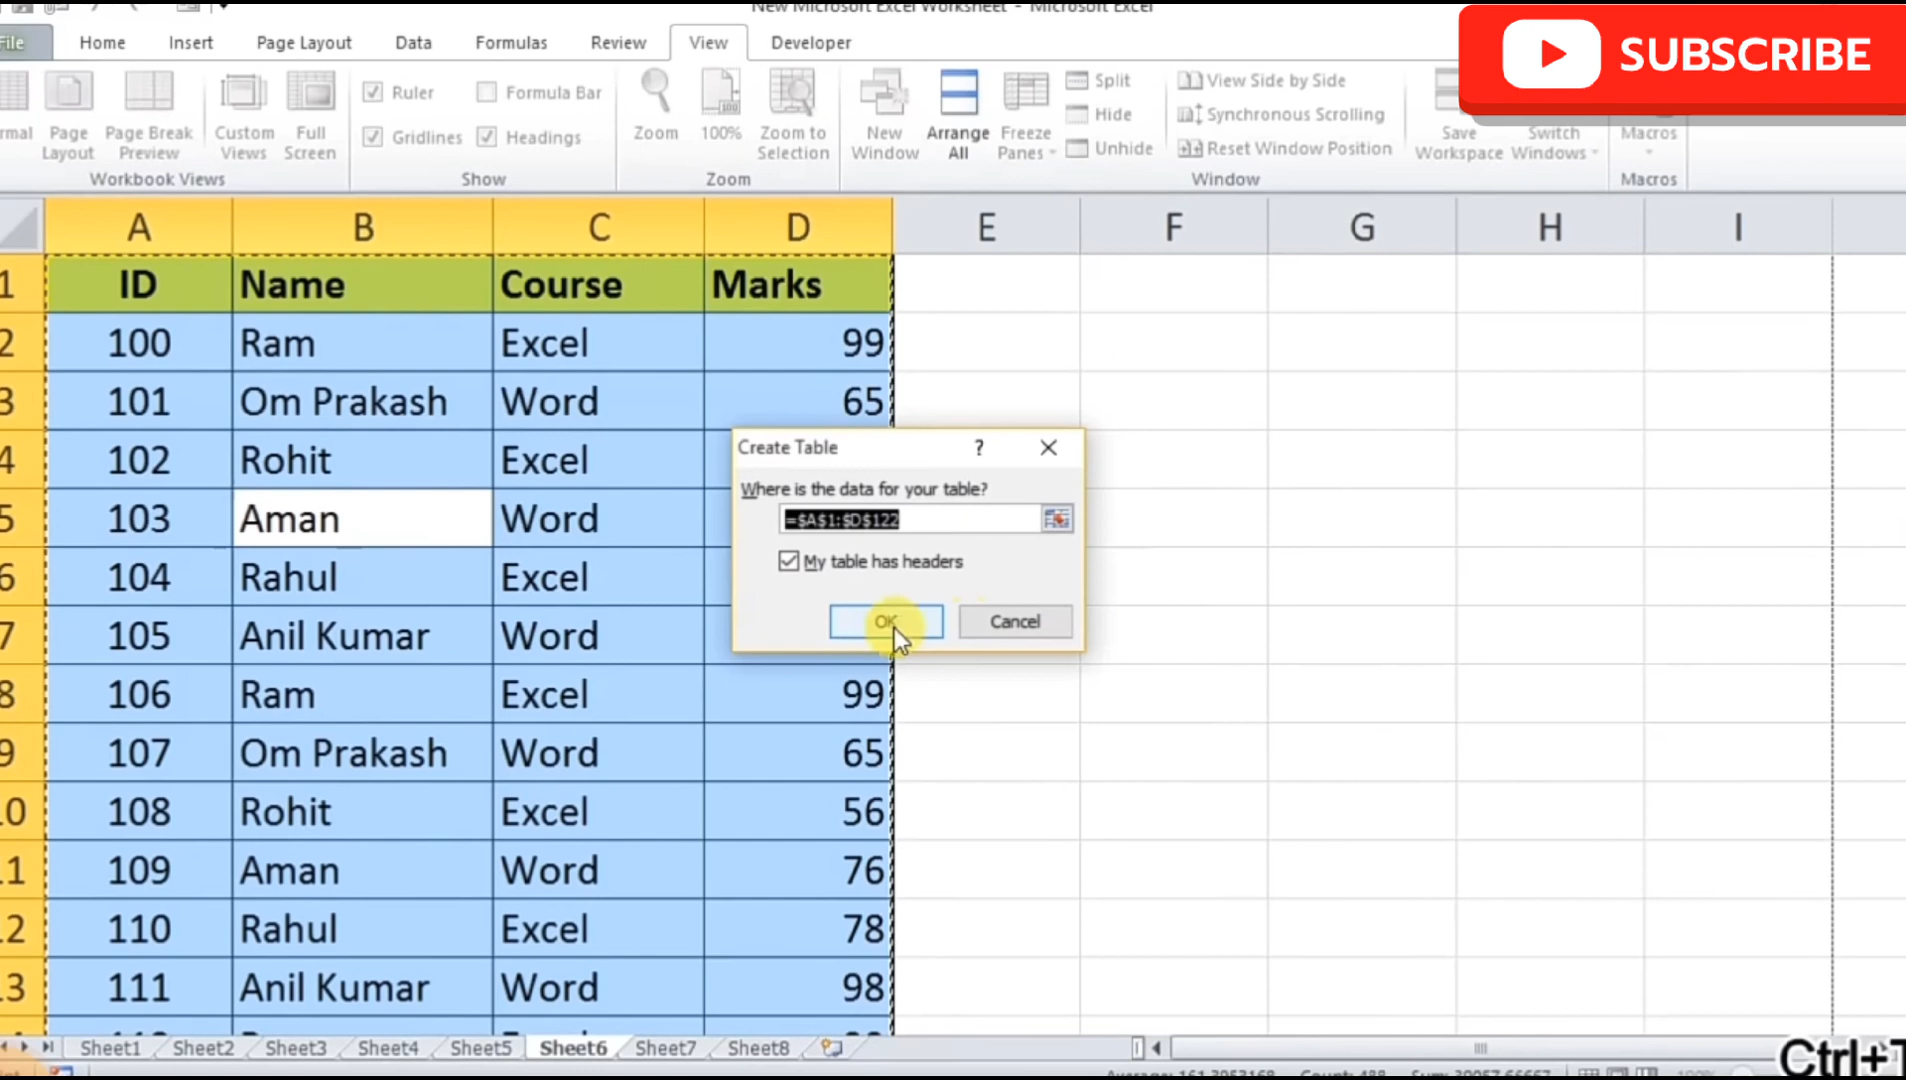 New Microsoft Excel Worksheet - Microsoft Excel
SUBSCRIBE
File Home Insert Page Layout Data Formulas Review View Developer
Ruler Formula Bar Split View Side by Side
Hide Synchronous Scrolling
Page Layout Page Break Preview Custom Views Full Screen Gridlines Headings Zoom 100% Zoom to Selection New Window Arrange All Freeze Panes Unhide Reset Window Position Save Workspace Switch Windows Macros
Workbook Views Show Zoom Window Macros
A B C D E F G H I
1 ID Name Course Marks
2 100 Ram Excel 99
3 101 Om Prakash Word 65
4 102 Rohit Excel
5 103 Aman Word
6 104 Rahul Excel
7 105 Anil Kumar Word
8 106 Ram Excel 99
9 107 Om Prakash Word 65
10 108 Rohit Excel 56
11 109 Aman Word 76
12 110 Rahul Excel 78
13 111 Anil Kumar Word 98
Create Table ?
Where is the data for your table?
=$A$1:$D$122
My table has headers
OK Cancel
Sheet1 Sheet2 Sheet3 Sheet4 Sheet5 Sheet6 Sheet7 Sheet8
Ctrl+T